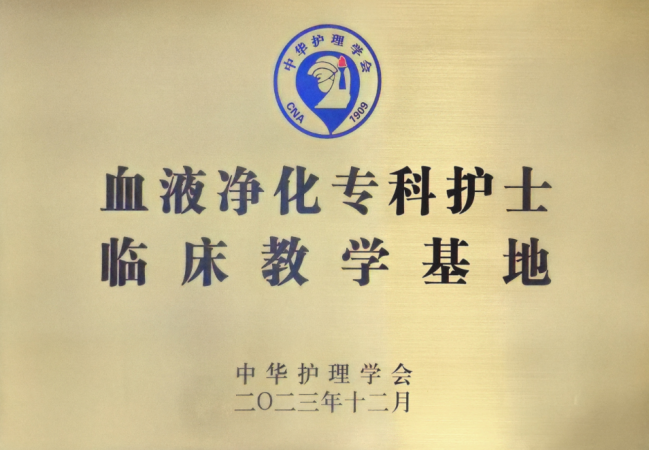 中华护理学会
CNA 1909
血液净化专科护士
临床教学基地
中华护理学会
二〇二三年十二月